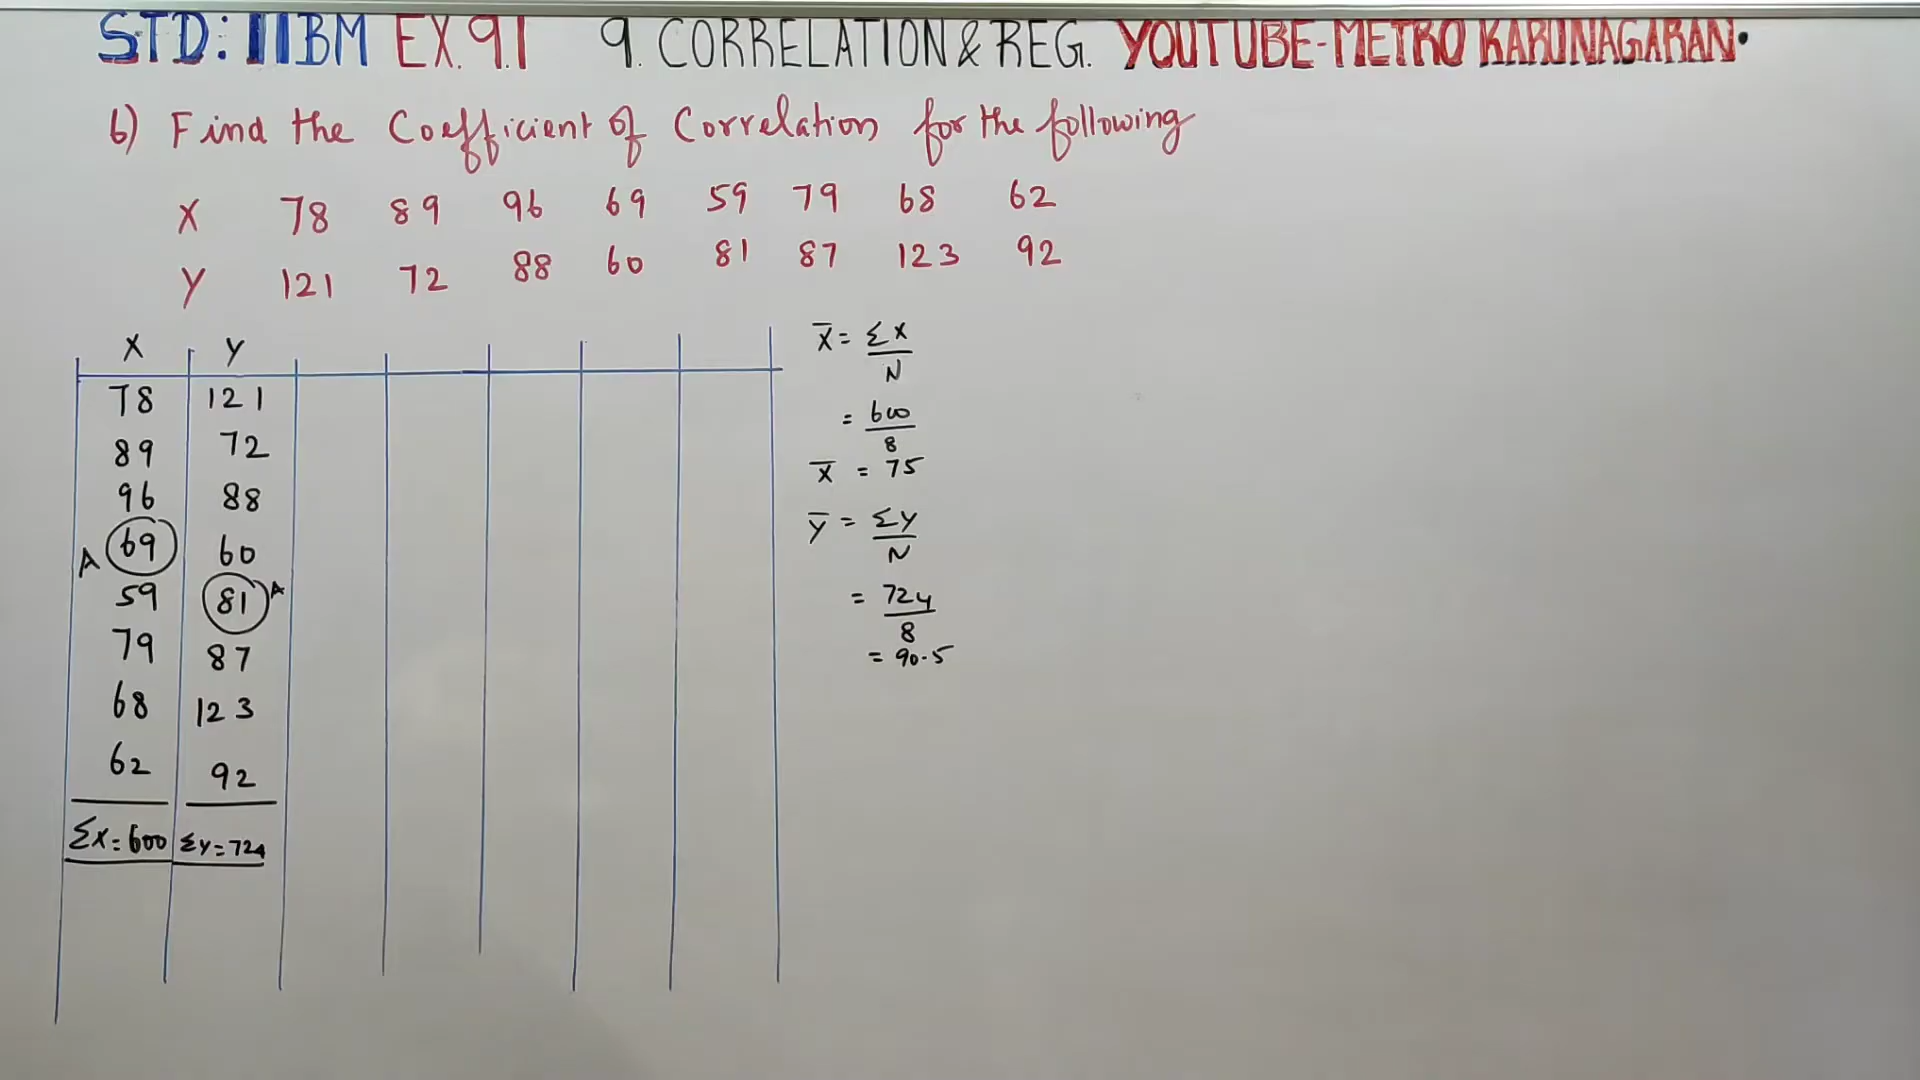 STD: 11BM EX. 9.1 9. CORRELATION & REG. YOUTUBE-METRO KARUNAGARAN.
6) Find the Coefficient of Correlation for the following
X 78 89 96 69 59 79 68 62
Y 121 72 88 60 81 87 123 92
X Y
78 121
89 72
96 88
A 69 60
59 81 A
79 87
68 123
62 92
Σx=600 Σy=724
X̄ = Σx
N
= 600
8
X̄ = 75
Ȳ = Σy
N
= 724
8
= 90.5